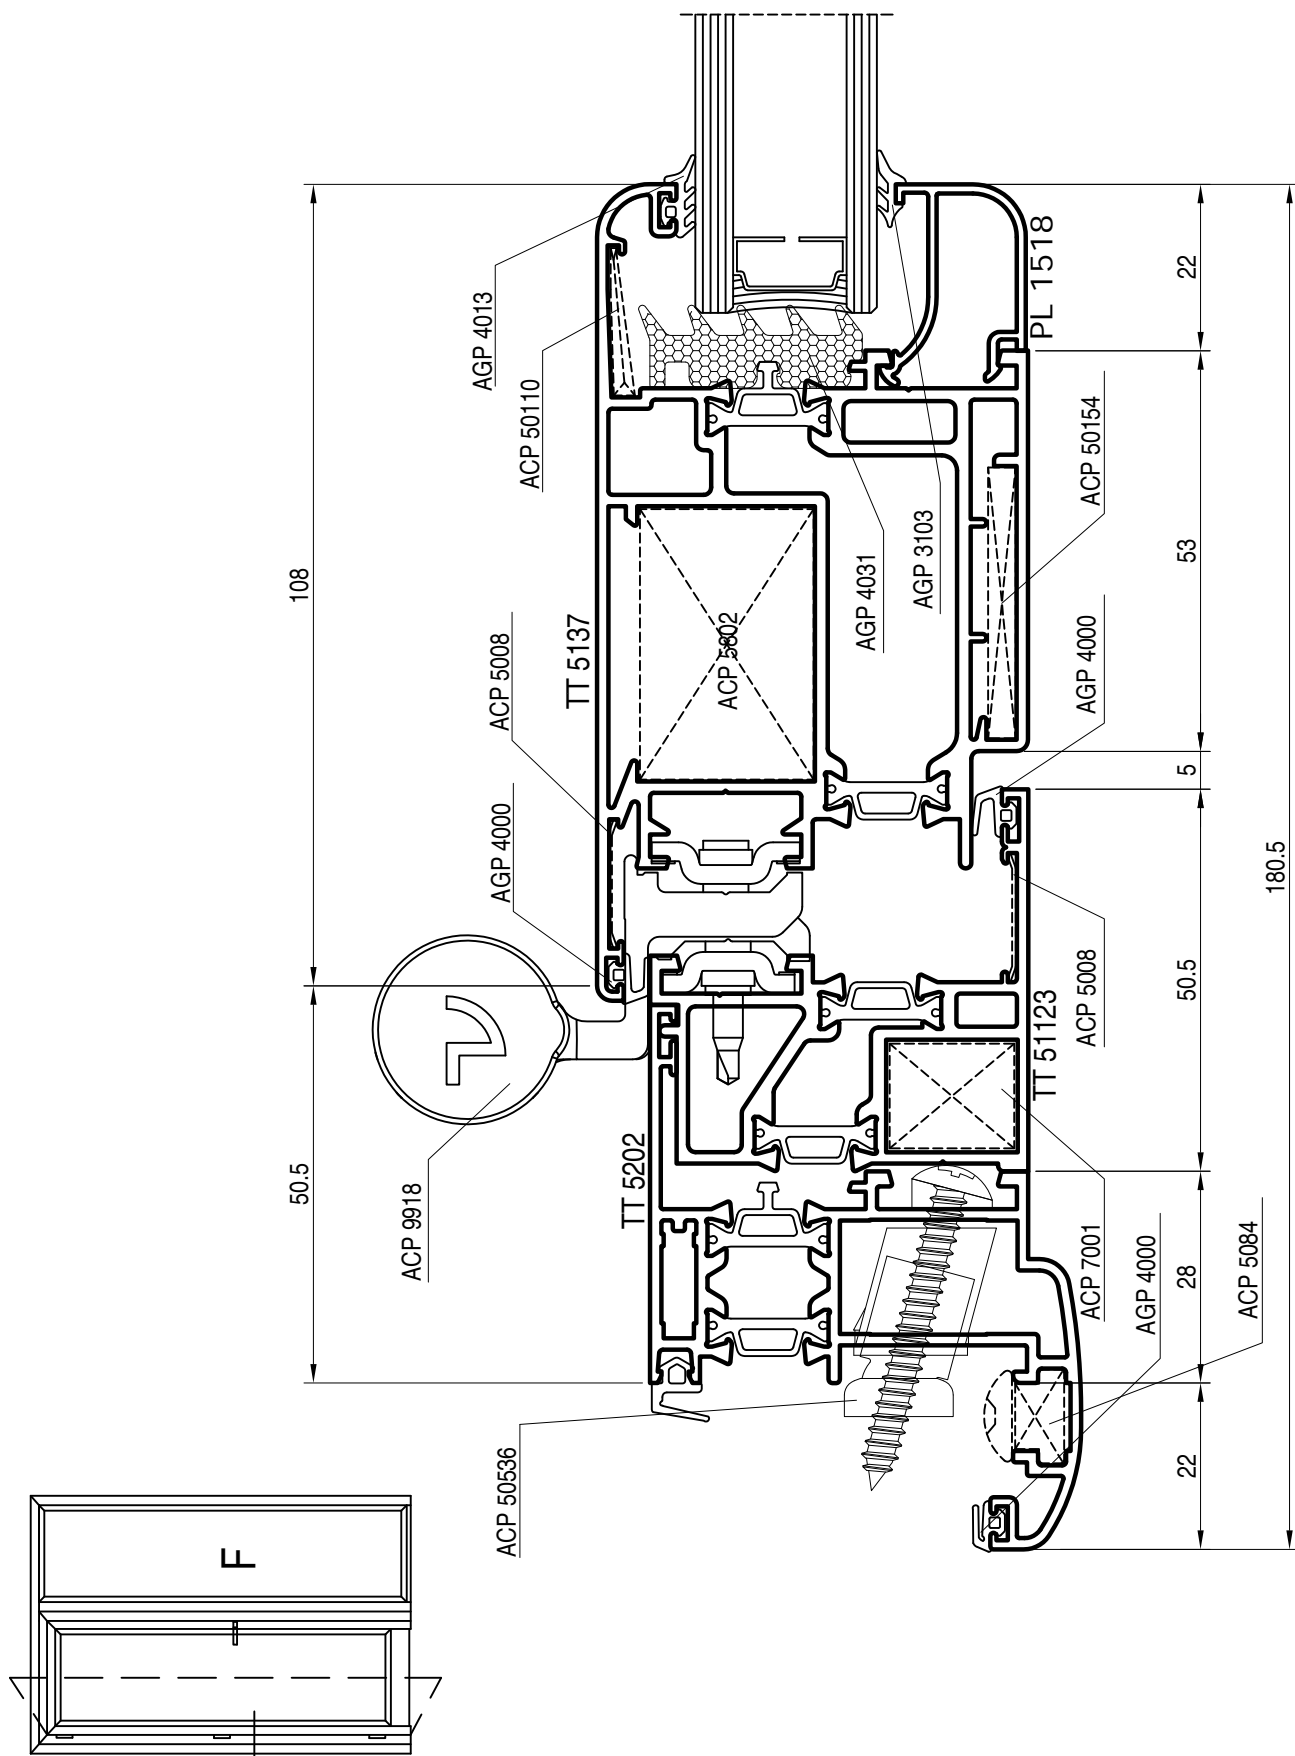 AGP 4013
ACP 50110
108
TT 5137
ACP 5008
AGP 4000
ACP 9918
50.5
TT 5202
ACP 50536
ACP 5802
AGP 4031
AGP 3103
PL 1518
22
ACP 50154
53
AGP 4000
5
180.5
50.5
ACP 5008
TT 51123
ACP 7001
AGP 4000
28
ACP 5084
22
F